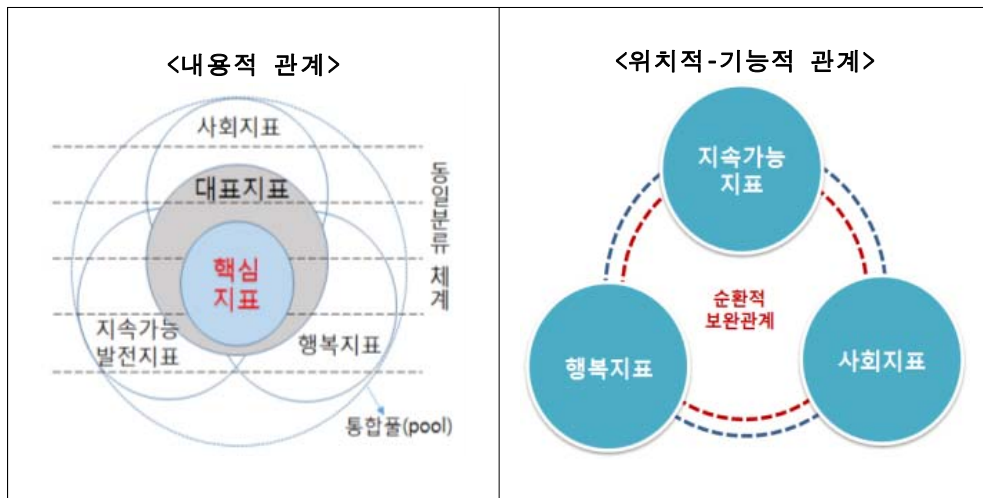 <내용적 관계>
사회지표
대표지표
핵심
지표
지속가능
발전지표
행복지표
동일분류 체계
통합풀(pool)
<위치적-기능적 관계>
지속가능
지표
순환적
보완관계
행복지표
사회지표